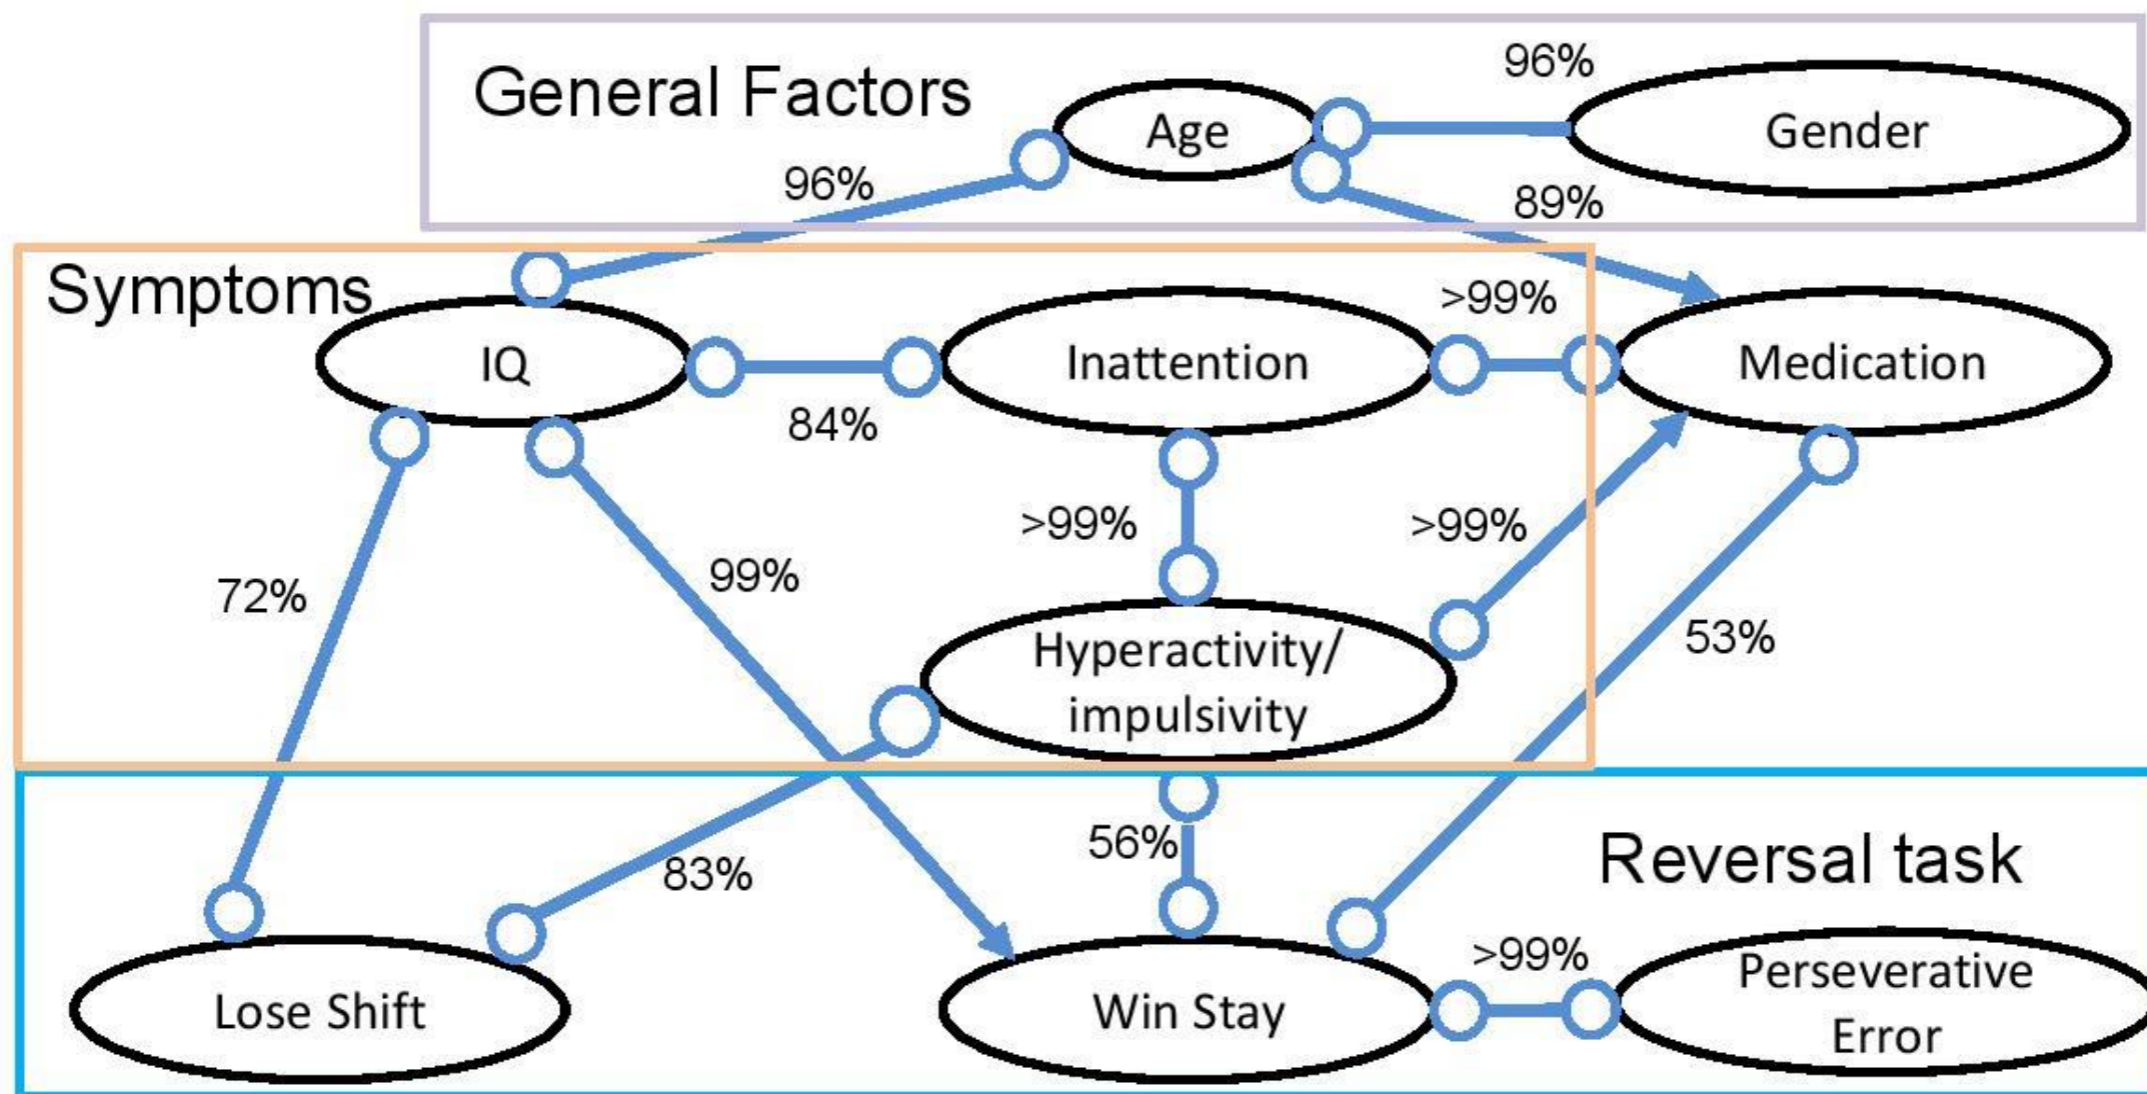 General Factors
96%
Age
Gender
96%
89%
Symptoms
>99%
IQ
Inattention
Medication
84%
>99%
>99%
72%
99%
Hyperactivity/
impulsivity
53%
56%
83%
Reversal task
>99%
Lose Shift
Win Stay
Perseverative
Error